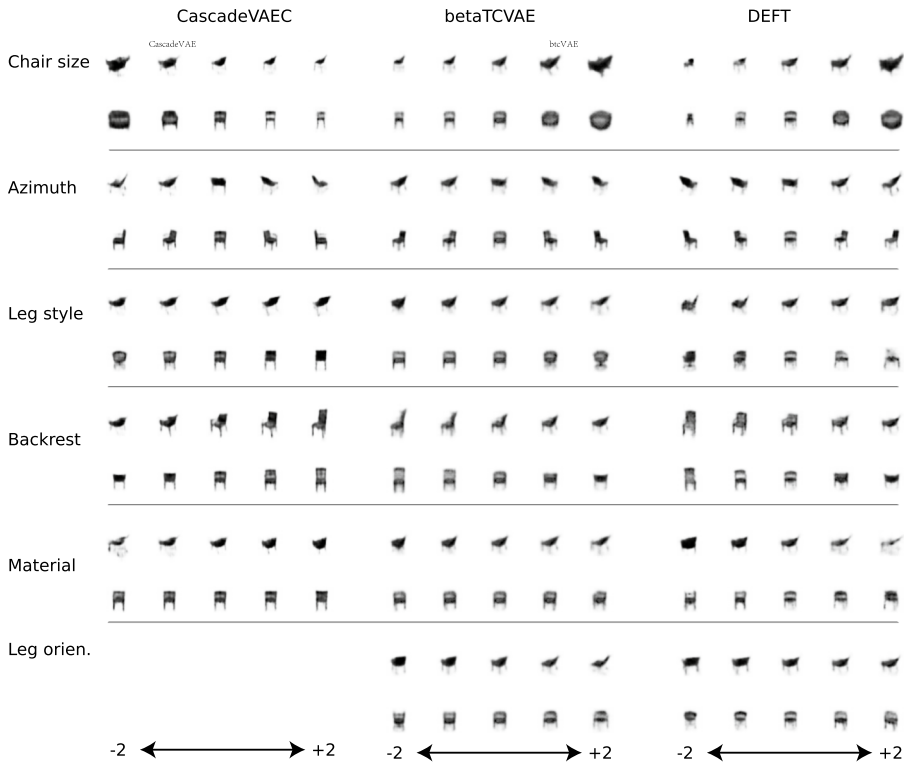 CascadeVAEC betaTCVAE DEFT
CascadeVAE btcVAE
Chair size
Azimuth
Leg style
Backrest
Material
Leg orien.
-2 +2 -2 +2 -2 +2